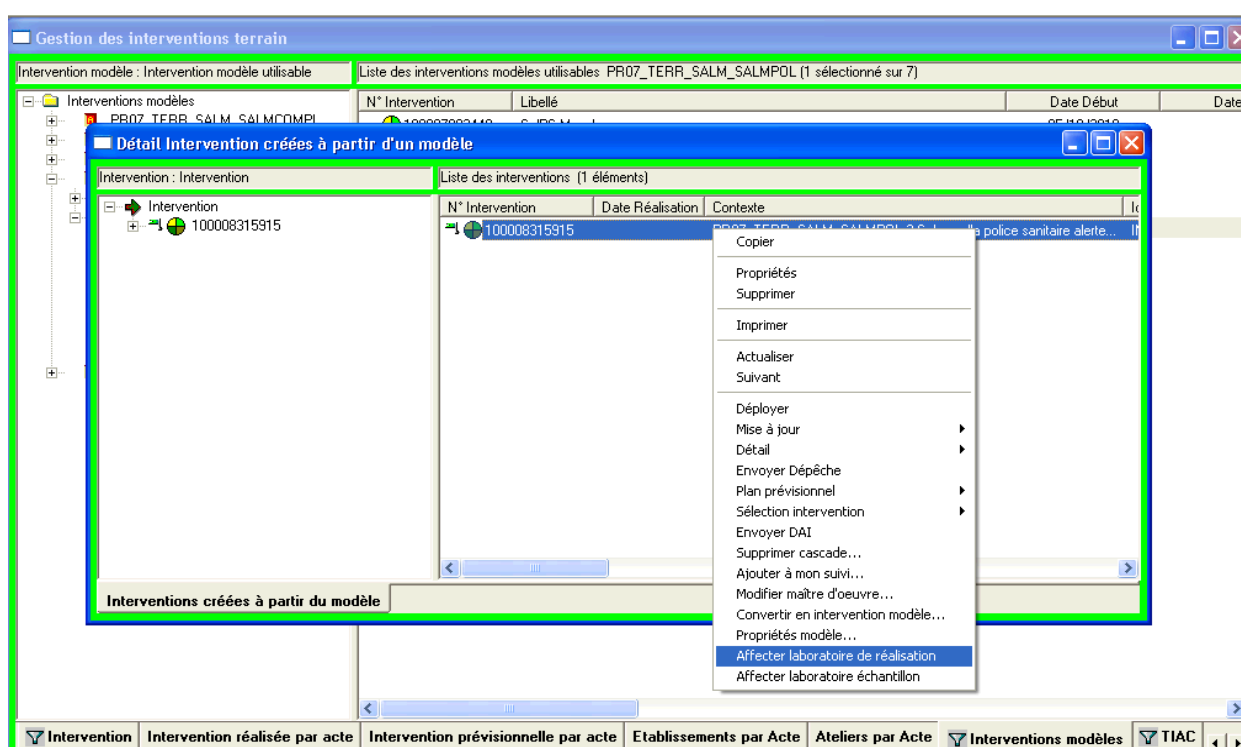 Gestion des interventions terrain
Intervention modèle : Intervention modèle utilisable
Liste des interventions modèles utilisables PR07_TERR_SALM_SALMPOL (1 sélectionné sur 7)
Interventions modèles
N° Intervention Libellé Date Début Date
PR07_TERR_SALM_SALMCOMPL
Détail Intervention créées à partir d'un modèle
Intervention : Intervention
Liste des interventions (1 éléments)
Intervention
N° Intervention Date Réalisation Contexte
100008315915
100008315915
police sanitaire alerte...
Copier
Propriétés
Supprimer
Imprimer
Actualiser
Suivant
Déployer
Mise à jour
Détail
Envoyer Dépêche
Plan prévisionnel
Sélection intervention
Envoyer DAI
Supprimer cascade...
Ajouter à mon suivi...
Modifier maître d'oeuvre...
Convertir en intervention modèle...
Propriétés modèle...
Affecter laboratoire de réalisation
Affecter laboratoire échantillon
Interventions créées à partir du modèle
Intervention Intervention réalisée par acte Intervention prévisionnelle par acte Etablissements par Acte Ateliers par Acte Interventions modèles TIAC